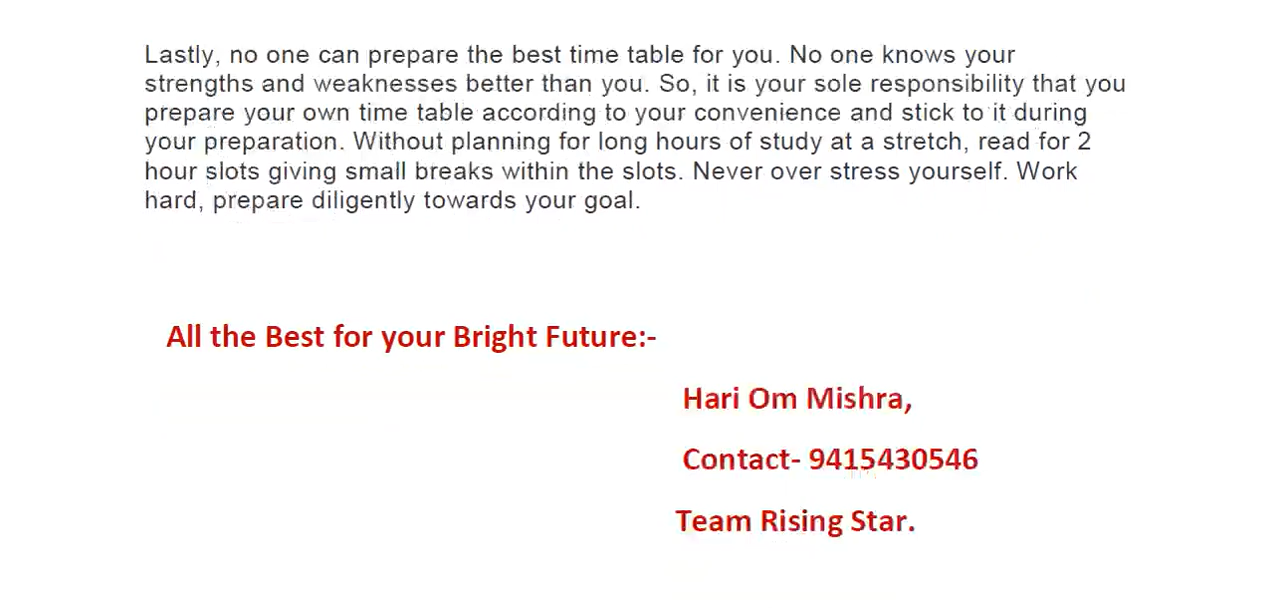 Lastly, no one can prepare the best time table for you. No one knows your
strengths and weaknesses better than you. So, it is your sole responsibility that you
prepare your own time table according to your convenience and stick to it during
your preparation. Without planning for long hours of study at a stretch, read for 2
hour slots giving small breaks within the slots. Never over stress yourself. Work
hard, prepare diligently towards your goal.
All the Best for your Bright Future:-
Hari Om Mishra,
Contact- 9415430546
Team Rising Star.